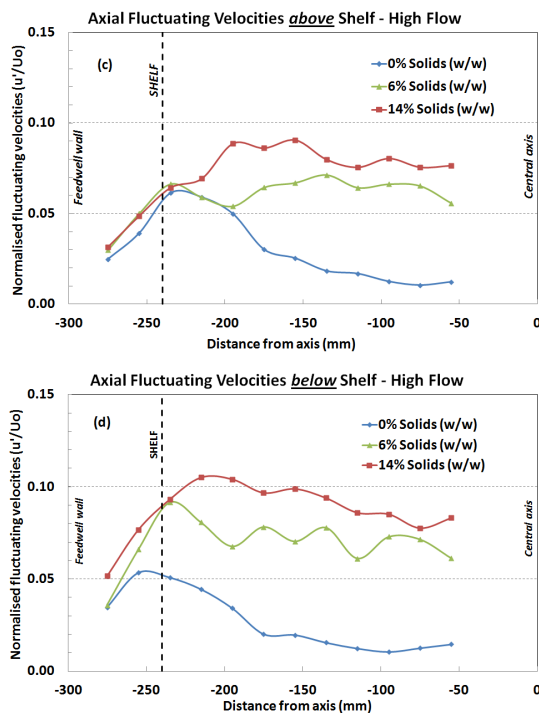 Axial Fluctuating Velocities above Shelf - High Flow
0.15
(c)
SHELF
0% Solids (w/w)
6% Solids (w/w)
14% Solids (w/w)
0.10
Feedwell wall
Central axis
Normalised fluctuating velocities (u'/Uo)
0.05
0.00
-300 -250 -200 -150 -100 -50 0
Distance from axis (mm)
Axial Fluctuating Velocities below Shelf - High Flow
0.15
(d)
SHELF
0% Solids (w/w)
6% Solids (w/w)
14% Solids (w/w)
0.10
Feedwell wall
Central axis
Normalised fluctuating velocities (u'/Uo)
0.05
0.00
-300 -250 -200 -150 -100 -50 0
Distance from axis (mm)